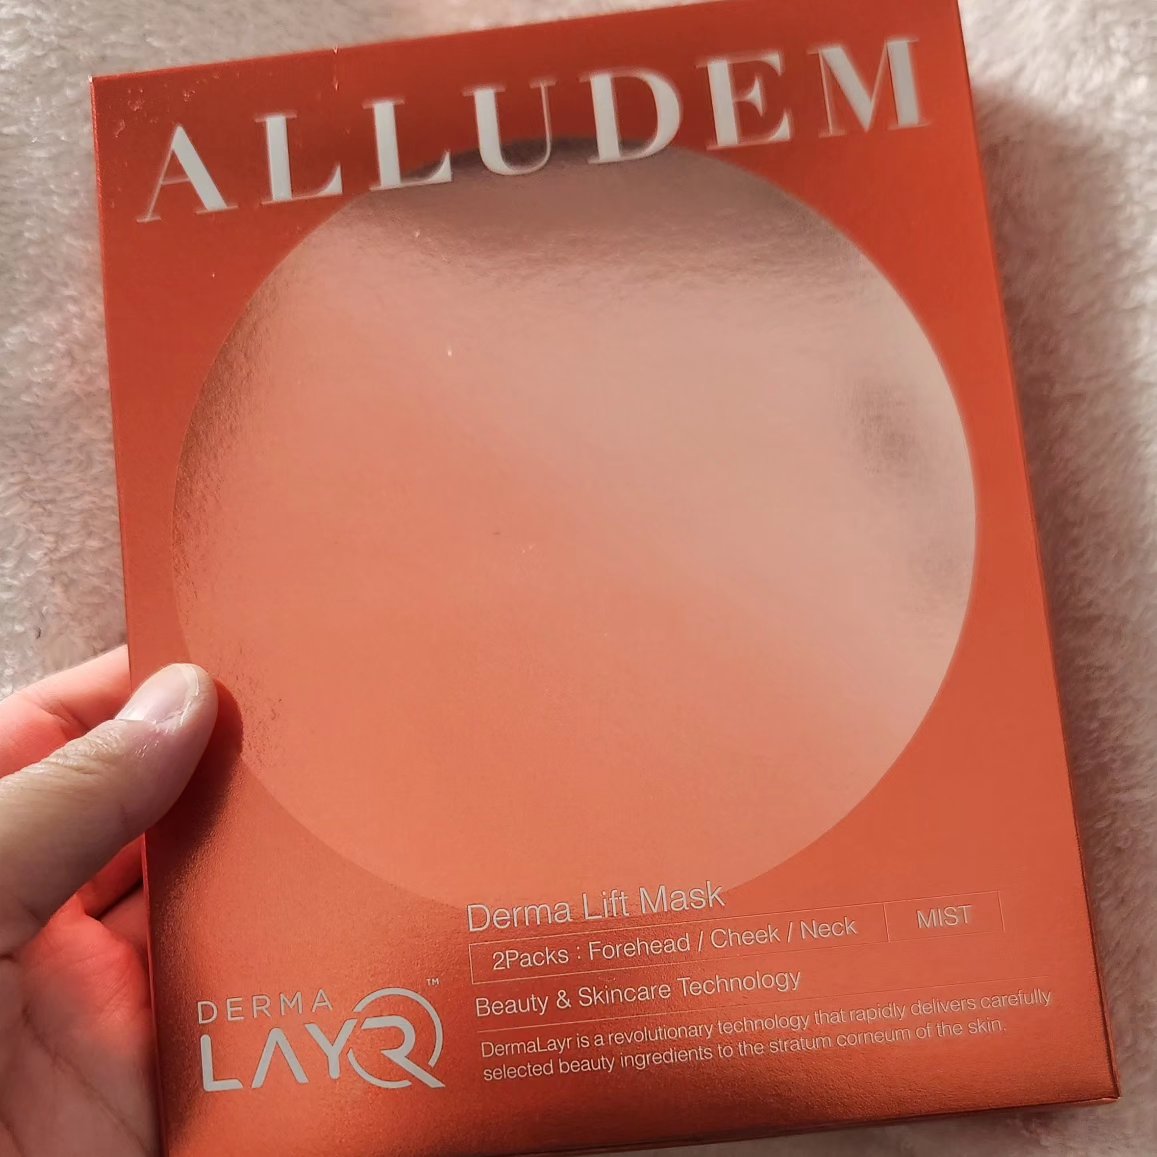 ALLUDEM
Derma Lift Mask
2Packs : Forehead / Cheek / Neck MIST
Beauty & Skincare Technology
DermaLayr is a revolutionary technology that rapidly delivers carefully
selected beauty ingredients to the stratum corneum of the skin.
DERMA
LAYR™